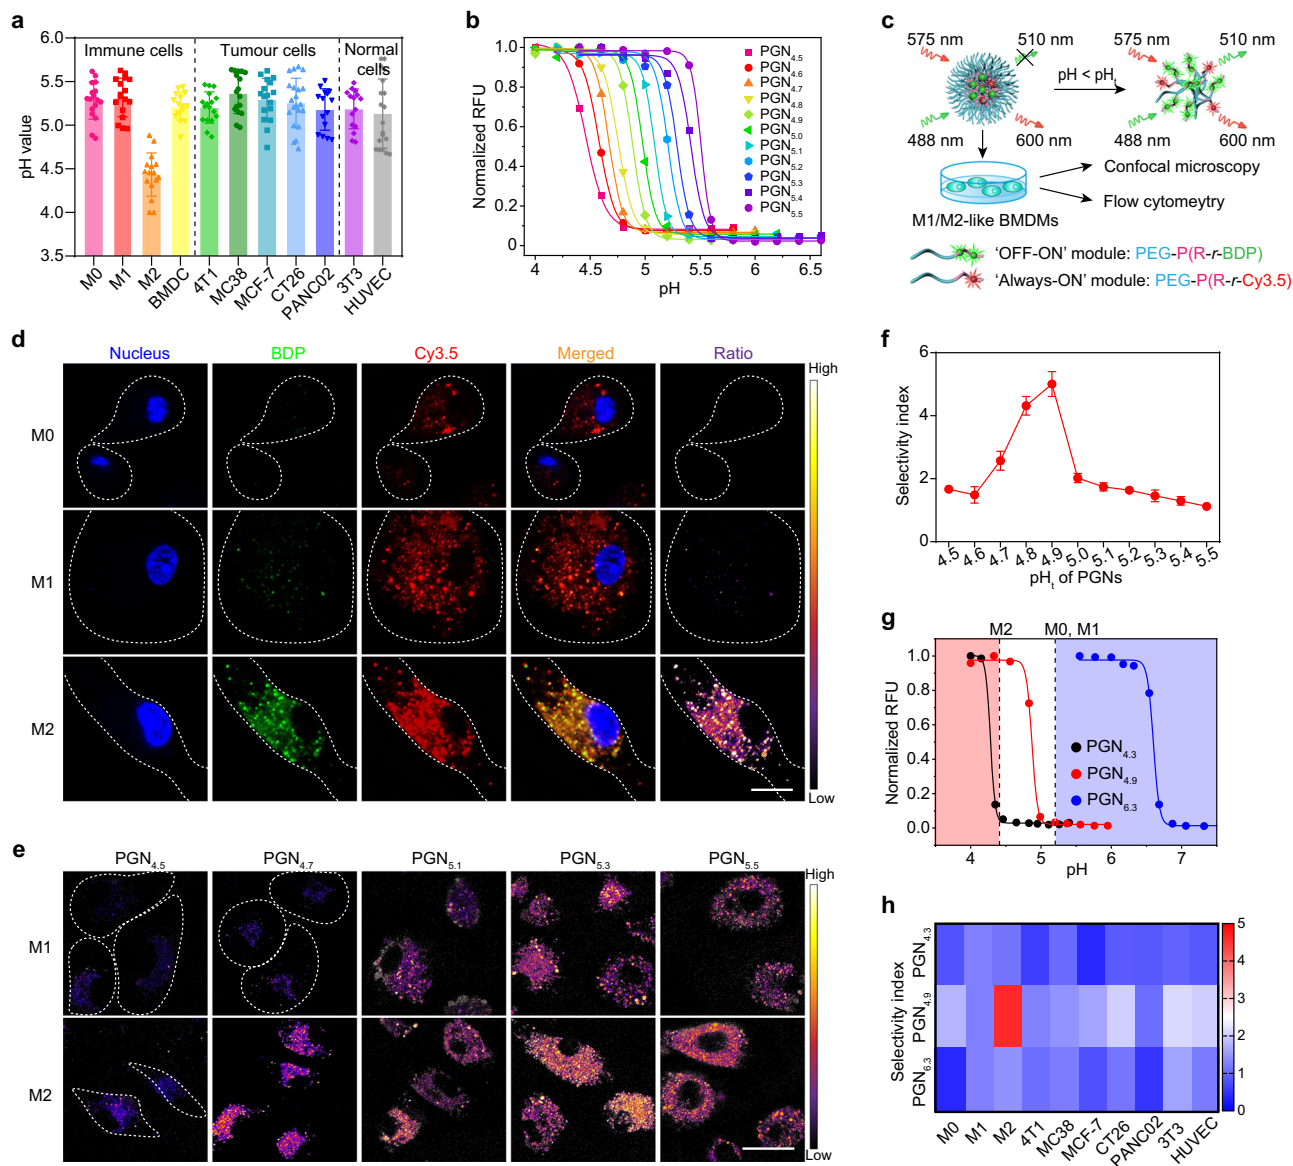 a
pH value
6.0
5.5
5.0
4.5
4.0
3.5
Immune cells
Tumour cells
Normal
cells
M0
M1
M2
BMDC
4T1
MC38
MCF-7
CT26
PANC02
3T3
HUVEC
b
Normalized RFU
1.0
0.8
0.6
0.4
0.2
0
4.0
4.5
5.0
5.5
6.0
6.5
pH
PGN4.5
PGN4.6
PGN4.7
PGN4.8
PGN4.9
PGN5.0
PGN5.1
PGN5.2
PGN5.3
PGN5.4
PGN5.5
c
575 nm
510 nm
575 nm
510 nm
pH < pHt
488 nm
600 nm
488 nm
600 nm
Confocal microscopy
Flow cytomeytry
M1/M2-like BMDMs
'OFF-ON' module: PEG-P(R-r-BDP)
'Always-ON' module: PEG-P(R-r-Cy3.5)
d
Nucleus
BDP
Cy3.5
Merged
Ratio
M0
M1
M2
High
Low
e
PGN4.5
PGN4.7
PGN5.1
PGN5.3
PGN5.5
M1
M2
High
Low
f
Selectivity index
6
4
2
0
4.5
4.6
4.7
4.8
4.9
5.0
5.1
5.2
5.3
5.4
5.5
pHt of PGNs
g
M2
M0, M1
Normalized RFU
1.0
0.8
0.6
0.4
0.2
0.0
PGN4.3
PGN4.9
PGN6.3
4
5
6
7
pH
h
Selectivity index
PGN4.3
PGN4.9
PGN6.3
M0
M1
M2
4T1
MC38
MCF-7
CT26
PANC02
3T3
HUVEC
5
4
3
2
1
0